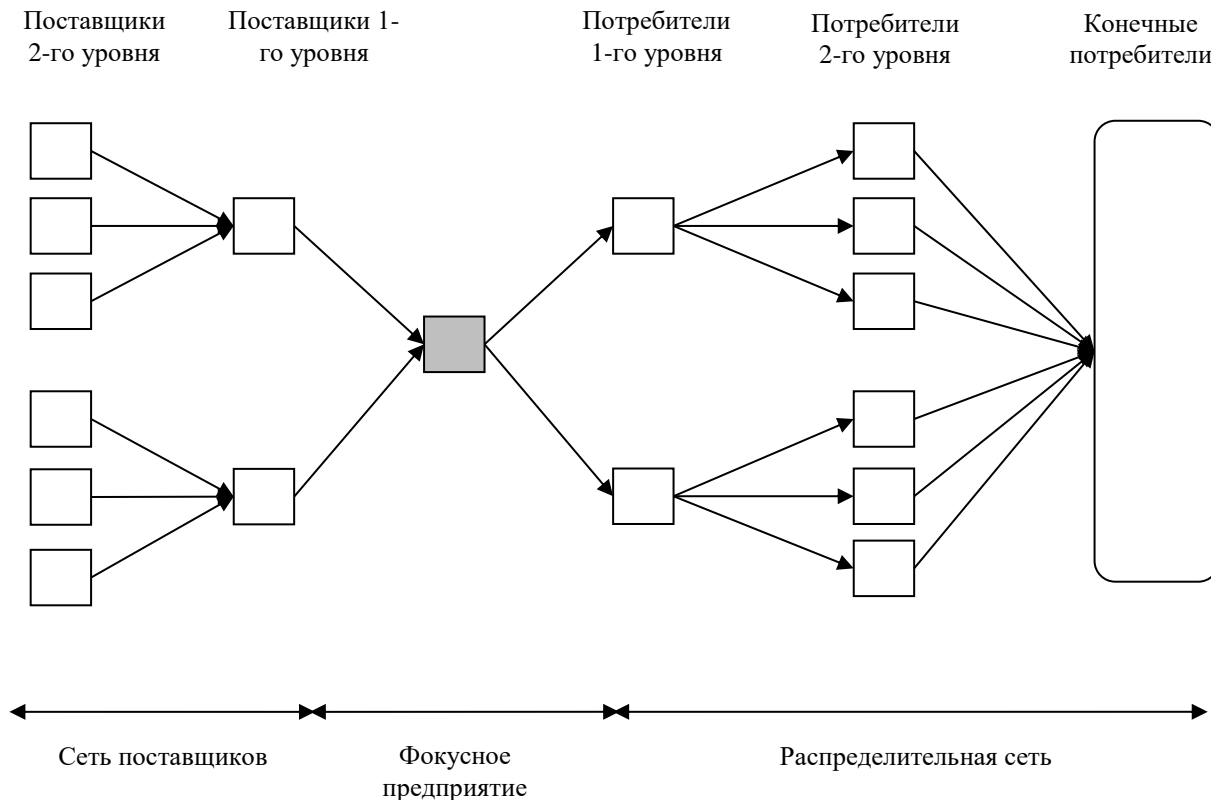 Поставщики
2-го уровня
Поставщики 1-
го уровня
Потребители
1-го уровня
Потребители
2-го уровня
Конечные
потребители
Сеть поставщиков
Фокусное
предприятие
Распределительная сеть